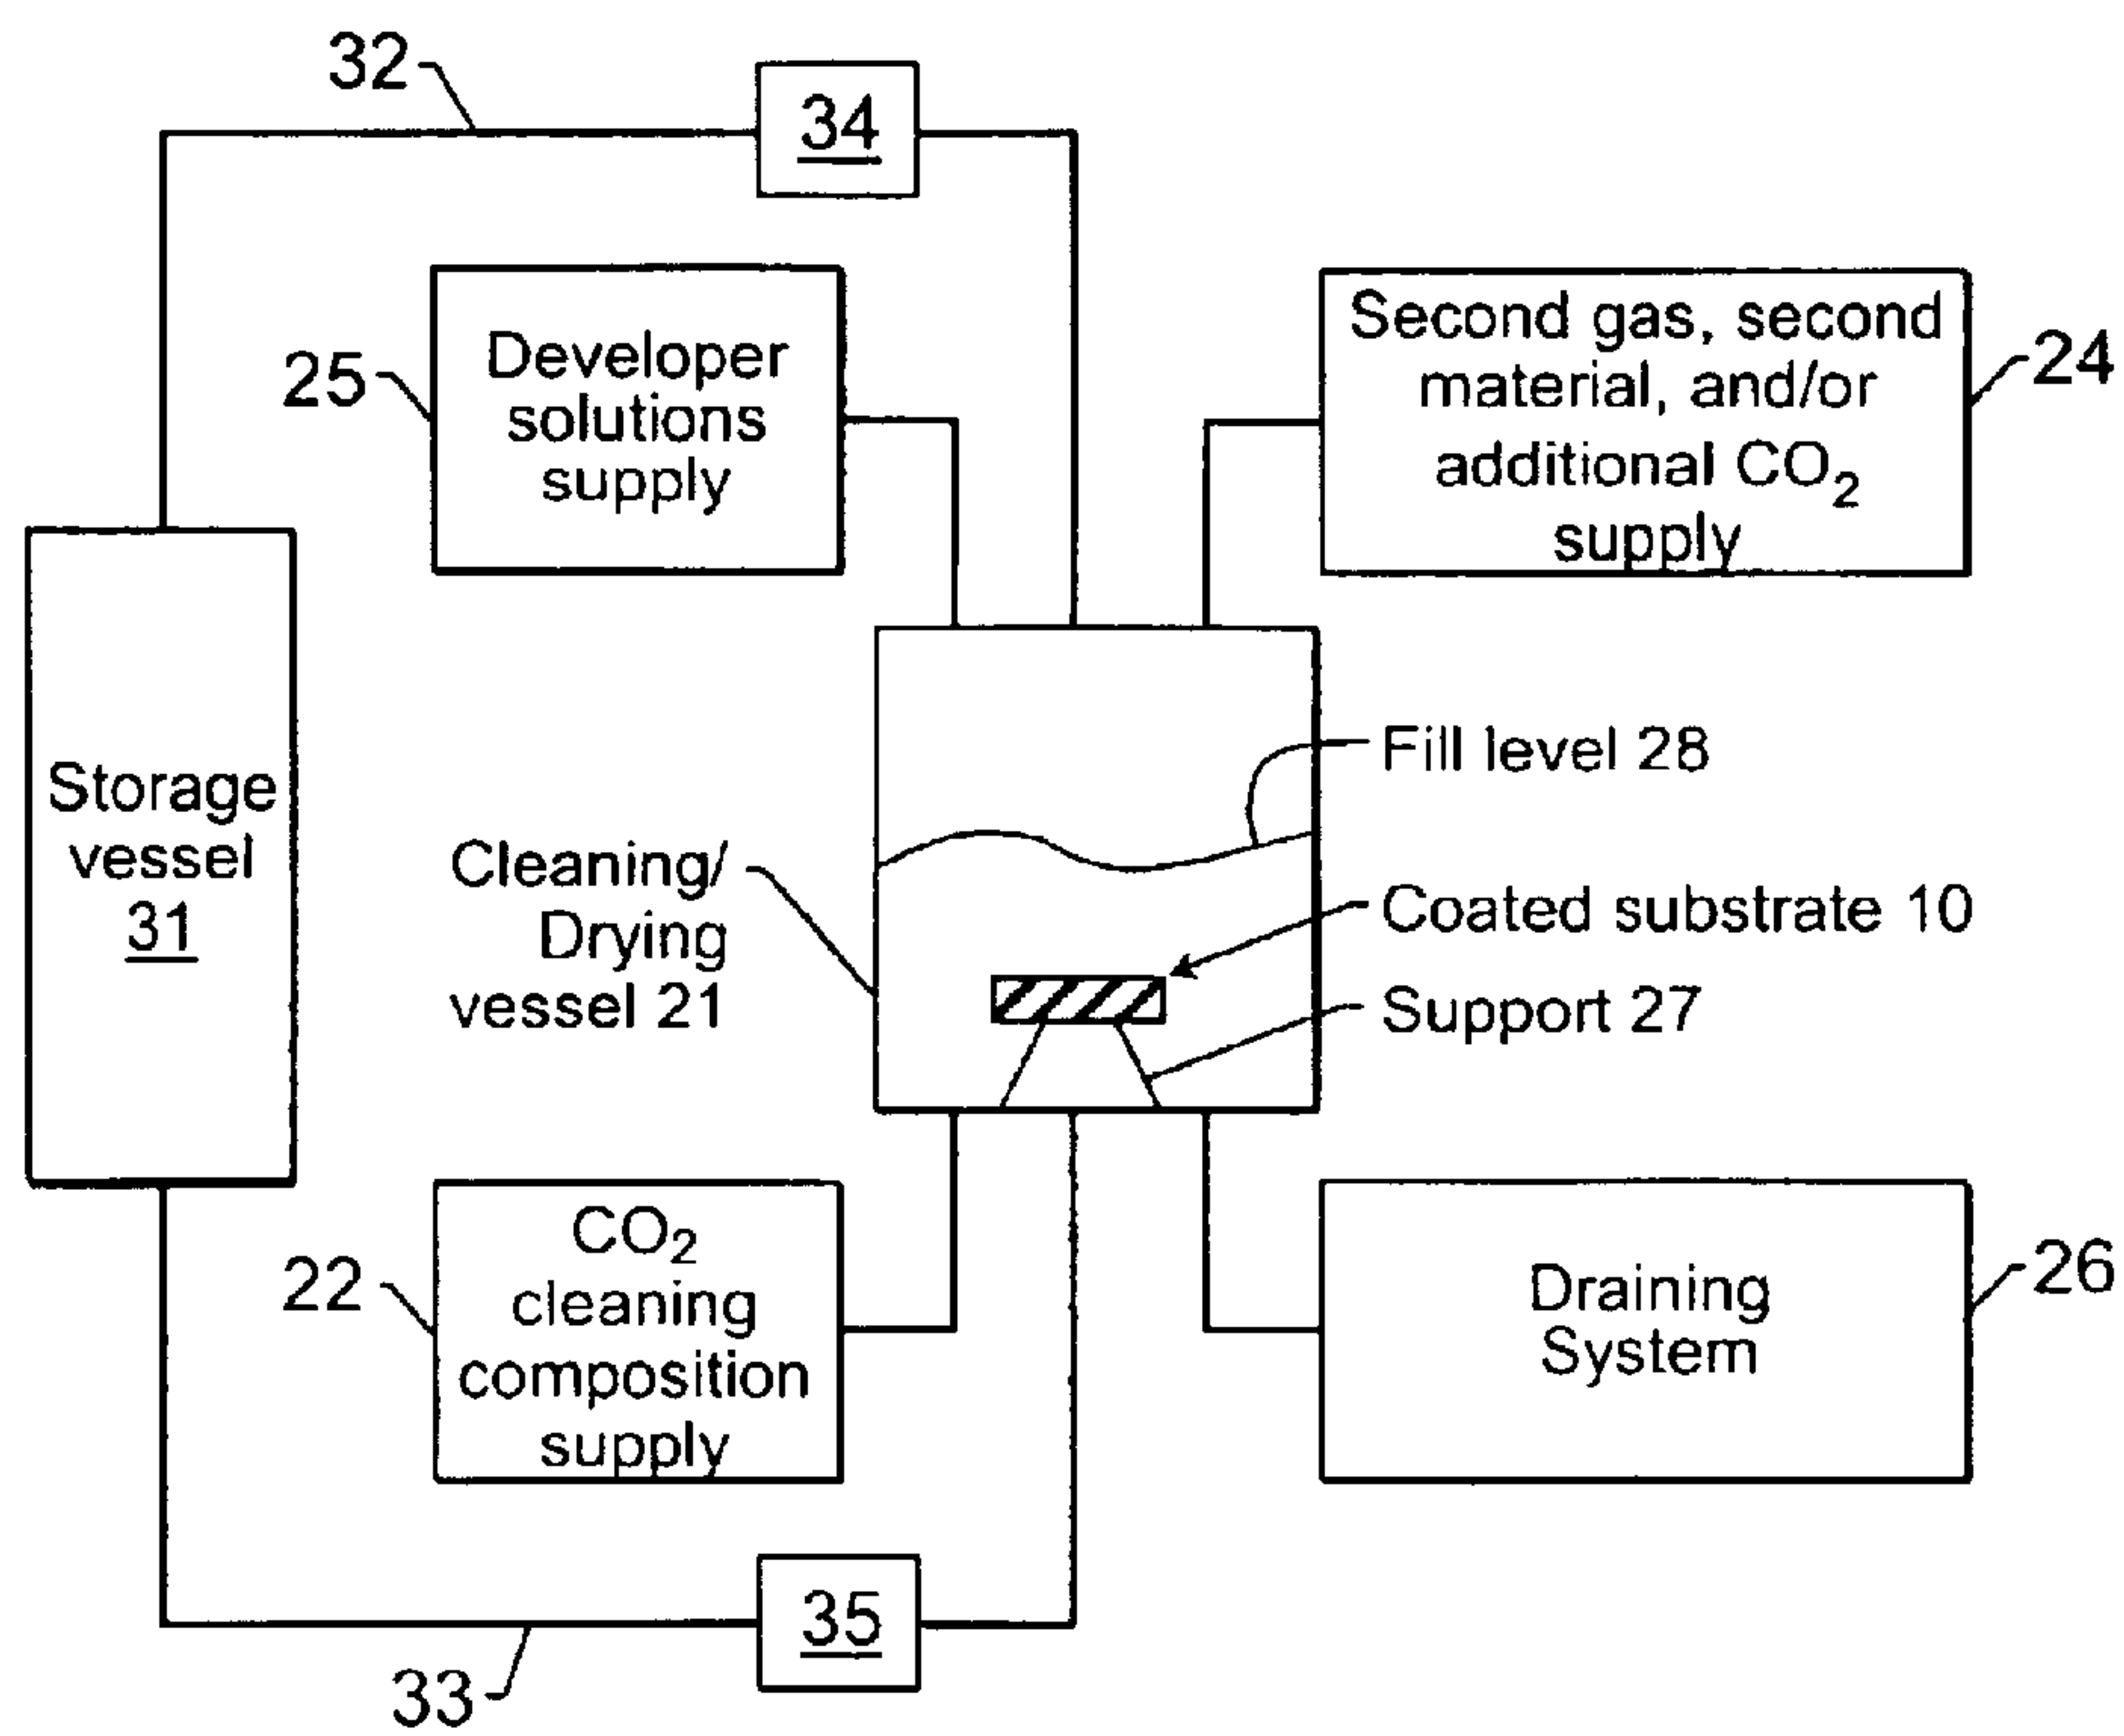 32
34
25
Developer
solutions
supply
Second gas, second
material, and/or
additional CO₂
supply
24
Storage
vessel
31
Fill level 28
Cleaning/
Drying
vessel 21
Coated substrate 10
Support 27
22
CO₂
cleaning
composition
supply
Draining
System
26
35
33